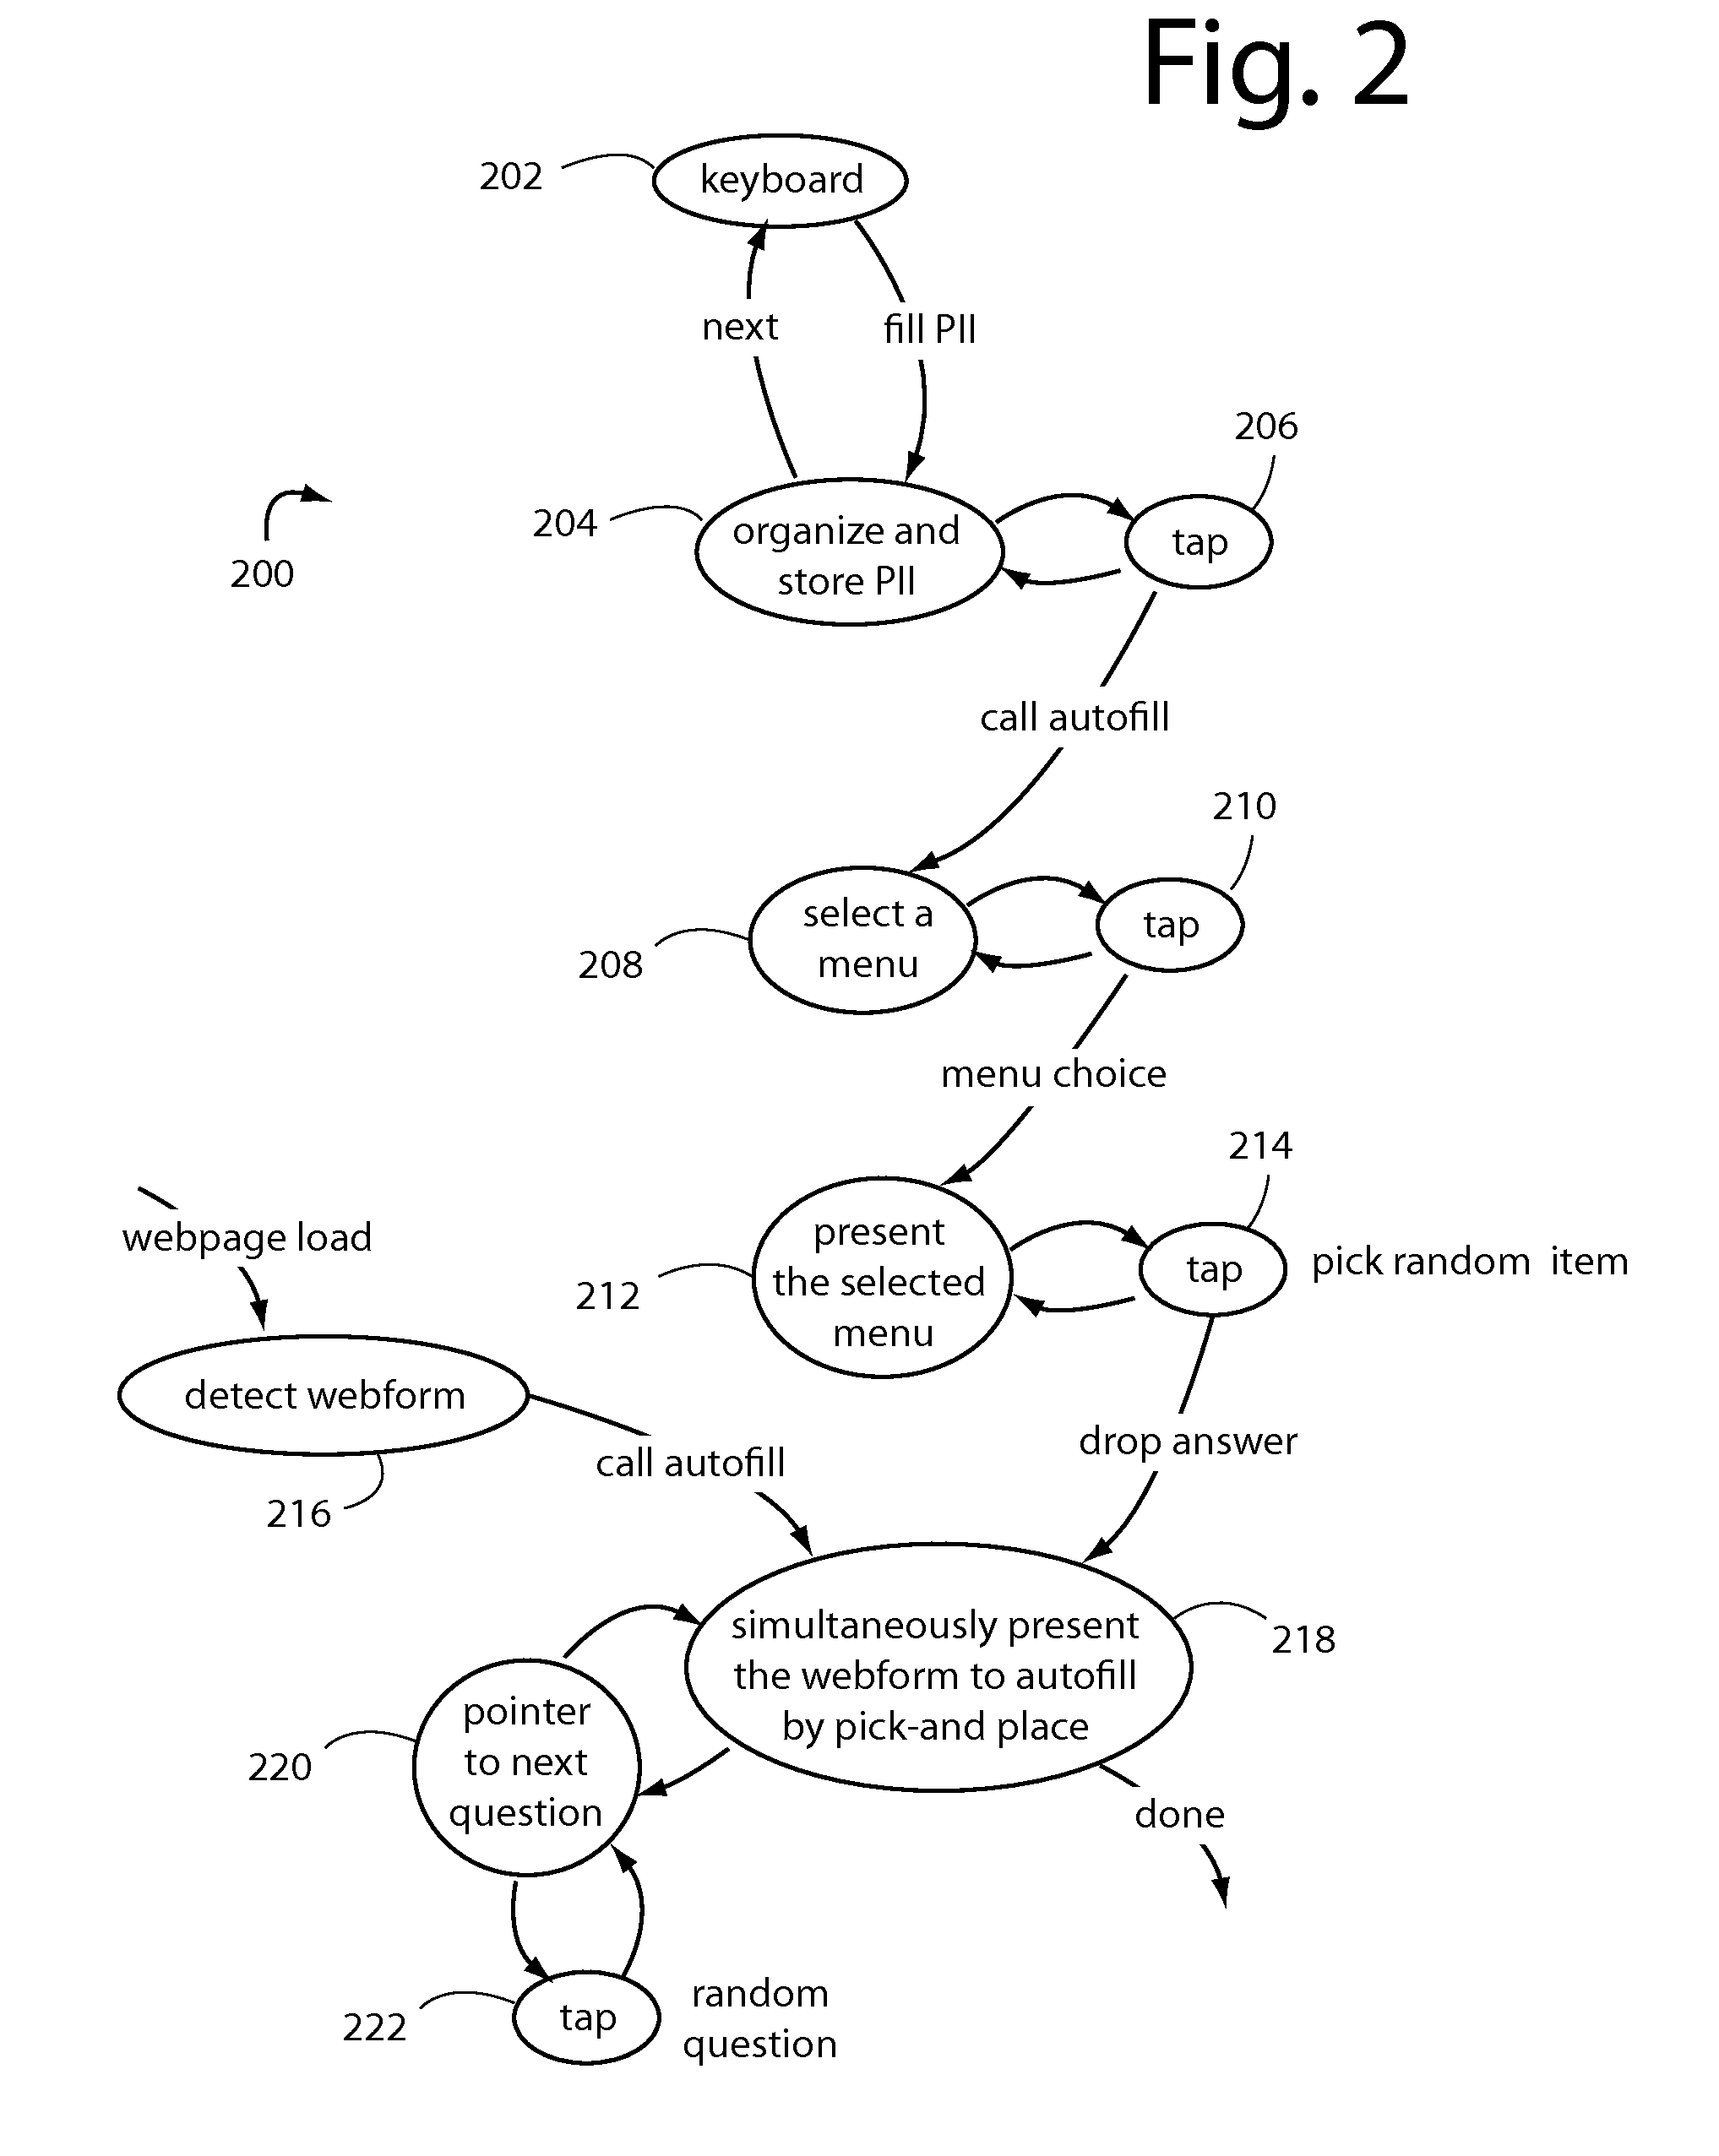 Fig. 2
202
keyboard
next
fill PII
206
204
organize and
store PII
tap
200
call autofill
210
select a
menu
tap
208
menu choice
214
webpage load
present
the selected
menu
tap
pick random item
212
detect webform
drop answer
call autofill
216
simultaneously present
the webform to autofill
by pick-and place
218
pointer
to next
question
220
done
tap
random
question
222